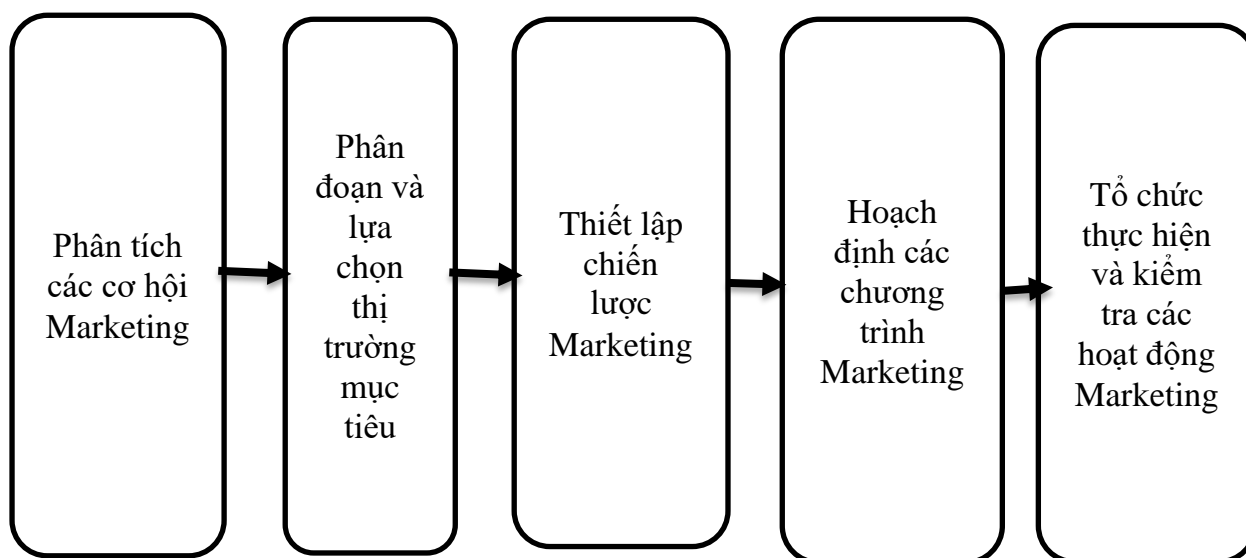 Phân tích
các cơ hội
Marketing
Phân
đoạn và
lựa
chọn
thị
trường
mục
tiêu
Thiết lập
chiến
lược
Marketing
Hoạch
định các
chương
trình
Marketing
Tổ chức
thực hiện
và kiểm
tra các
hoạt động
Marketing